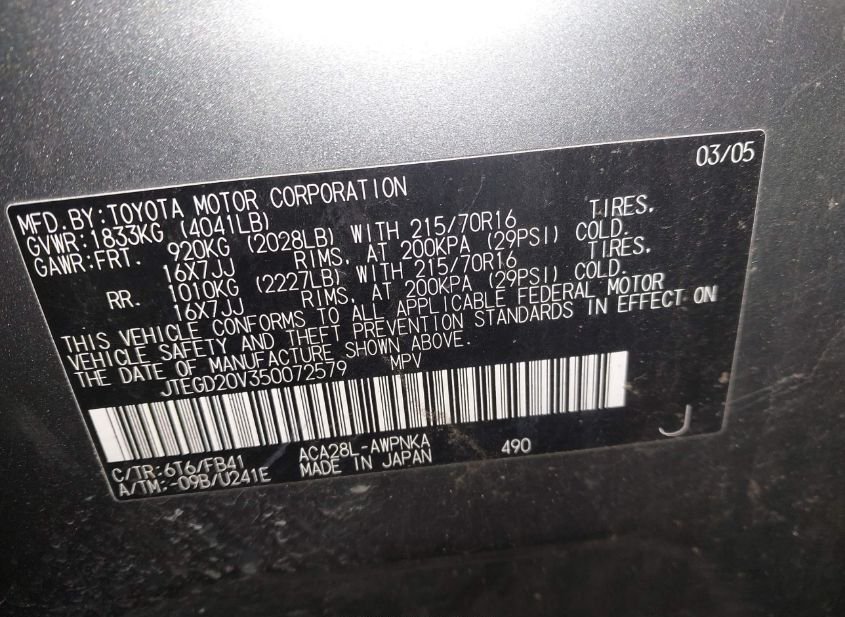 03/05
MFD.BY:TOYOTA MOTOR CORPORATION
GVWR:1833KG (4041LB)
GAWR:FRT. 920KG (2028LB) WITH 215/70R16 TIRES.
16X7JJ RIMS, AT 200KPA (29PSI) COLD.
RR. 1010KG (2227LB) WITH 215/70R16 TIRES.
16X7JJ RIMS, AT 200KPA (29PSI) COLD.
THIS VEHICLE CONFORMS TO ALL APPLICABLE FEDERAL MOTOR
VEHICLE SAFETY AND THEFT PREVENTION STANDARDS IN EFFECT ON
THE DATE OF MANUFACTURE SHOWN ABOVE.
JTEGD20V350072579 MPV
C/TR:6T6/FB41 ACA28L-AWPNKA 490 J
A/TM:-09B/U241E MADE IN JAPAN